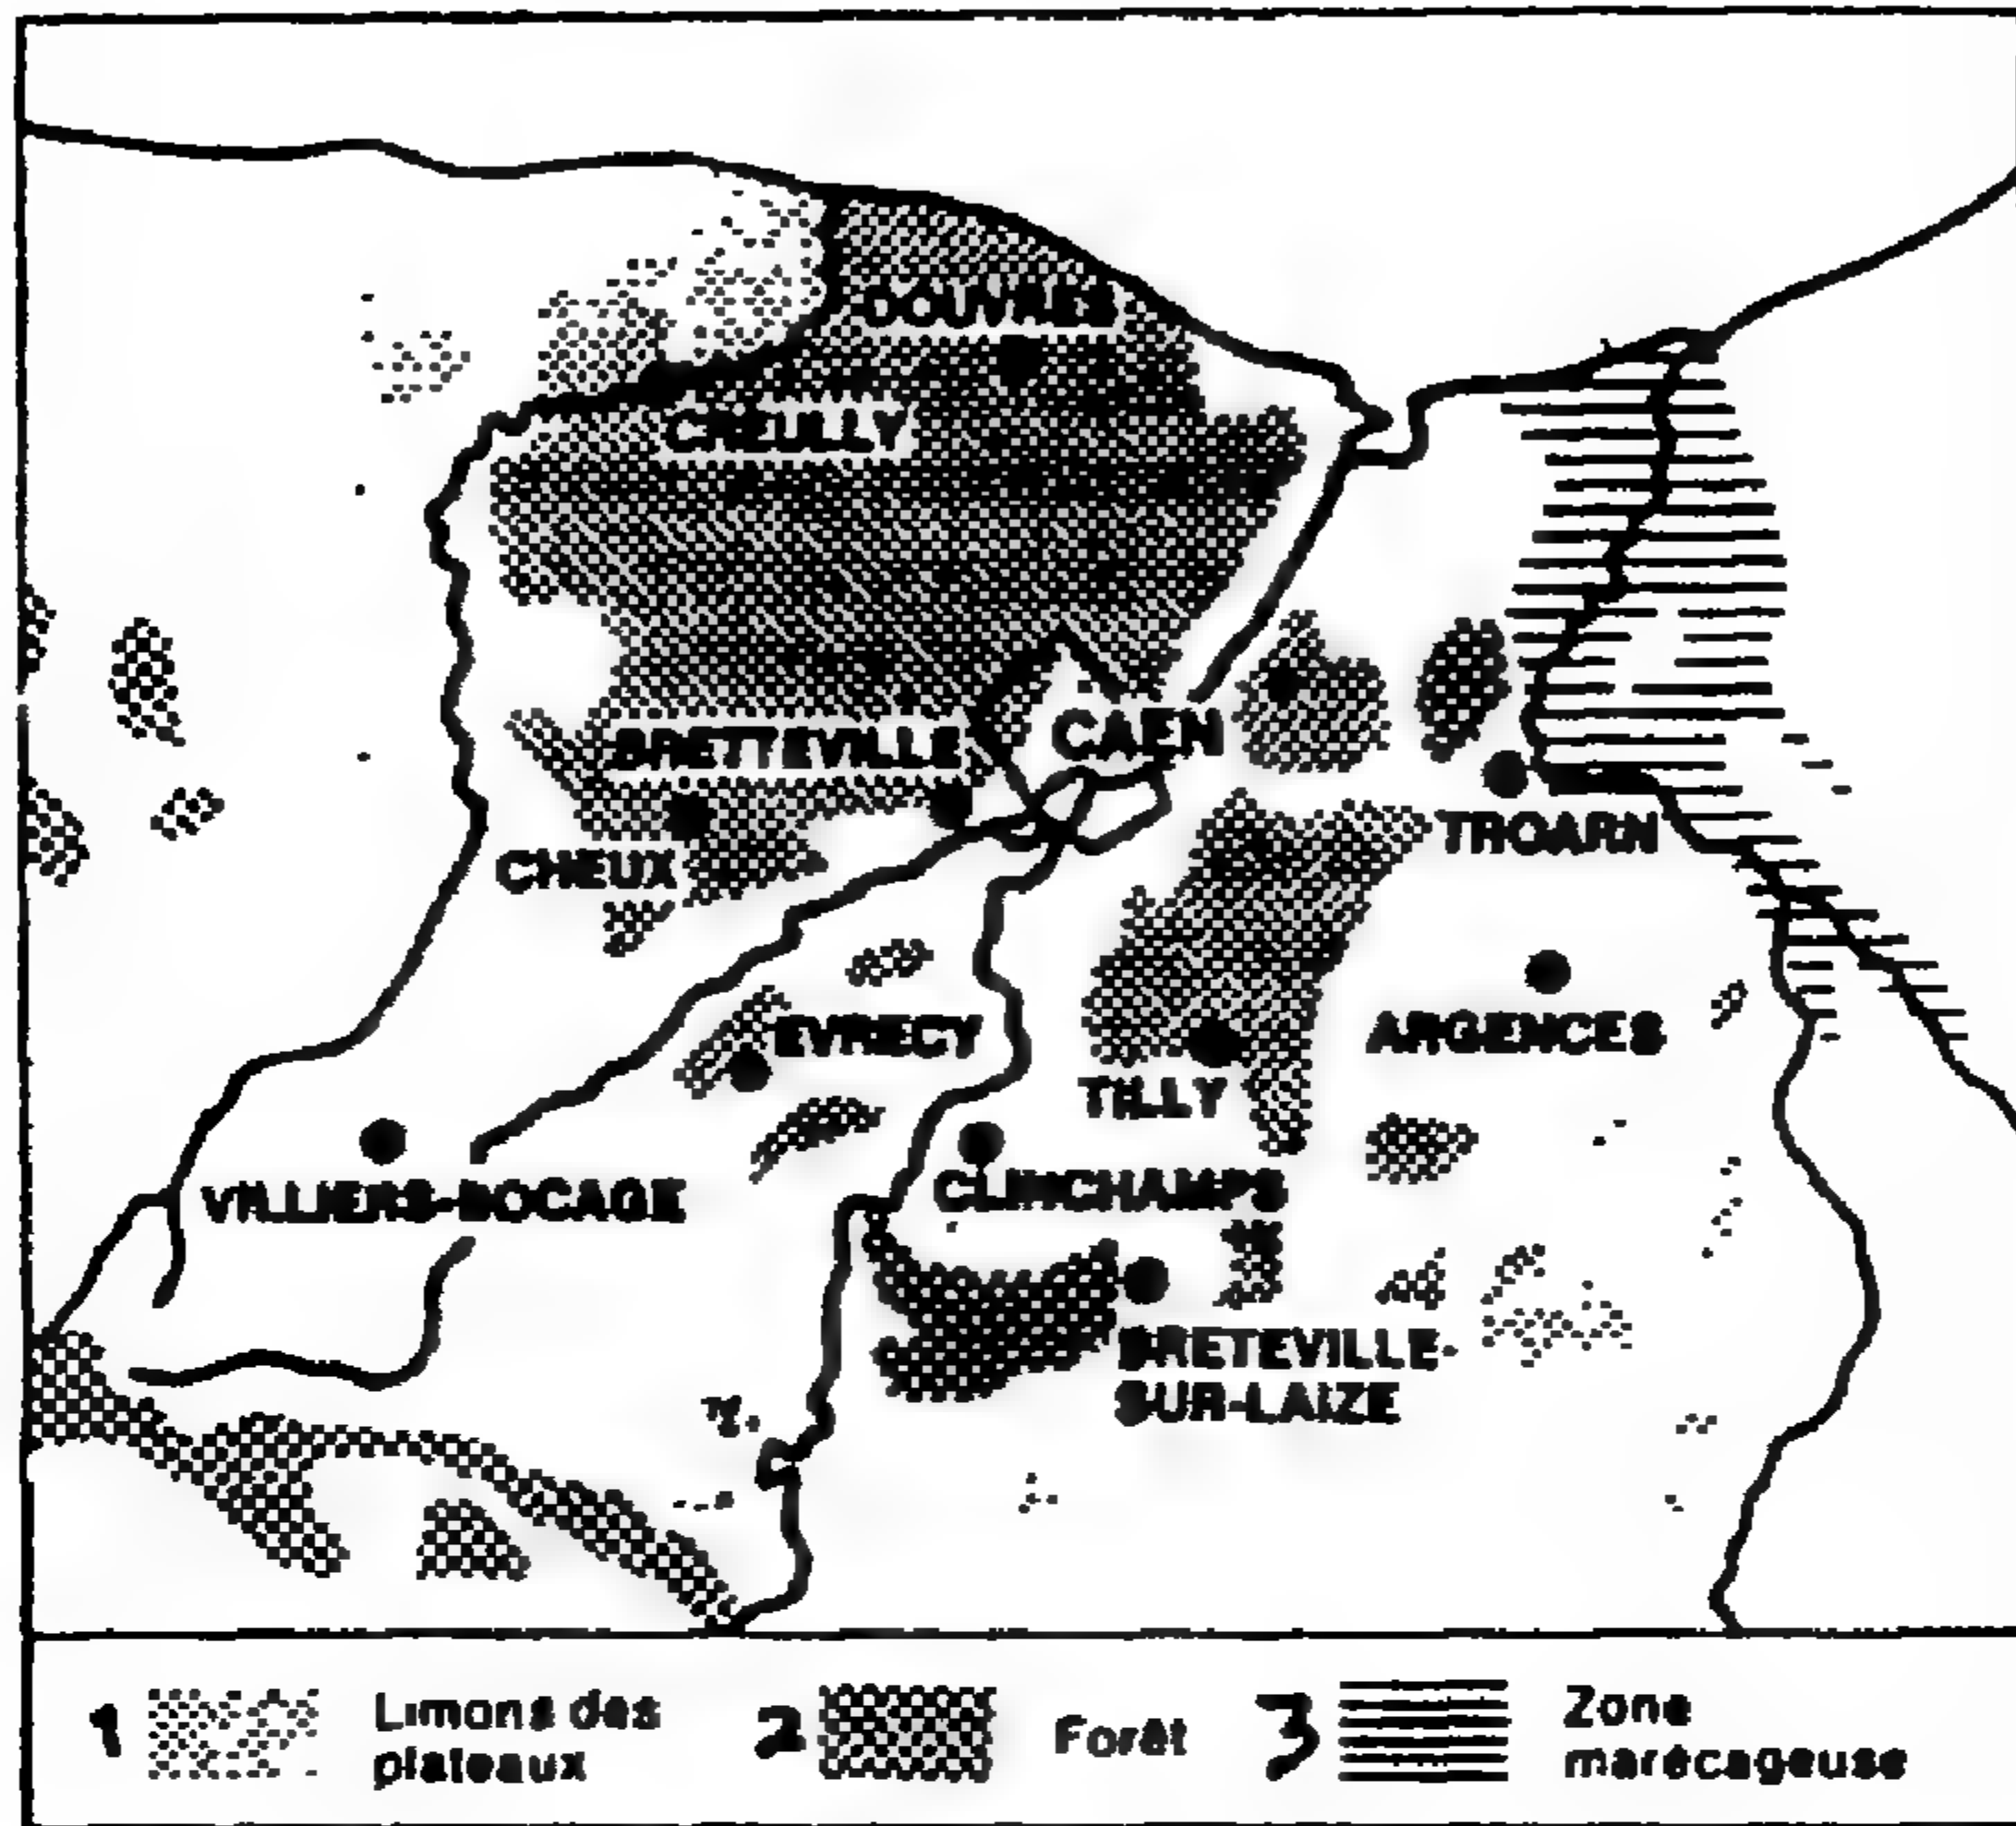 DOUVRES
CREULLY
BRETTEVILLE
CAEN
CHEUX
TROARN
EVRECY
ARGENCES
TILLY
VILLIERS-BOCAGE
CLINCHAMPS
BRETEVILLE-
SUR-LAIZE
1 Limons des
plateaux
2 Forêt
3 Zone
marécageuse